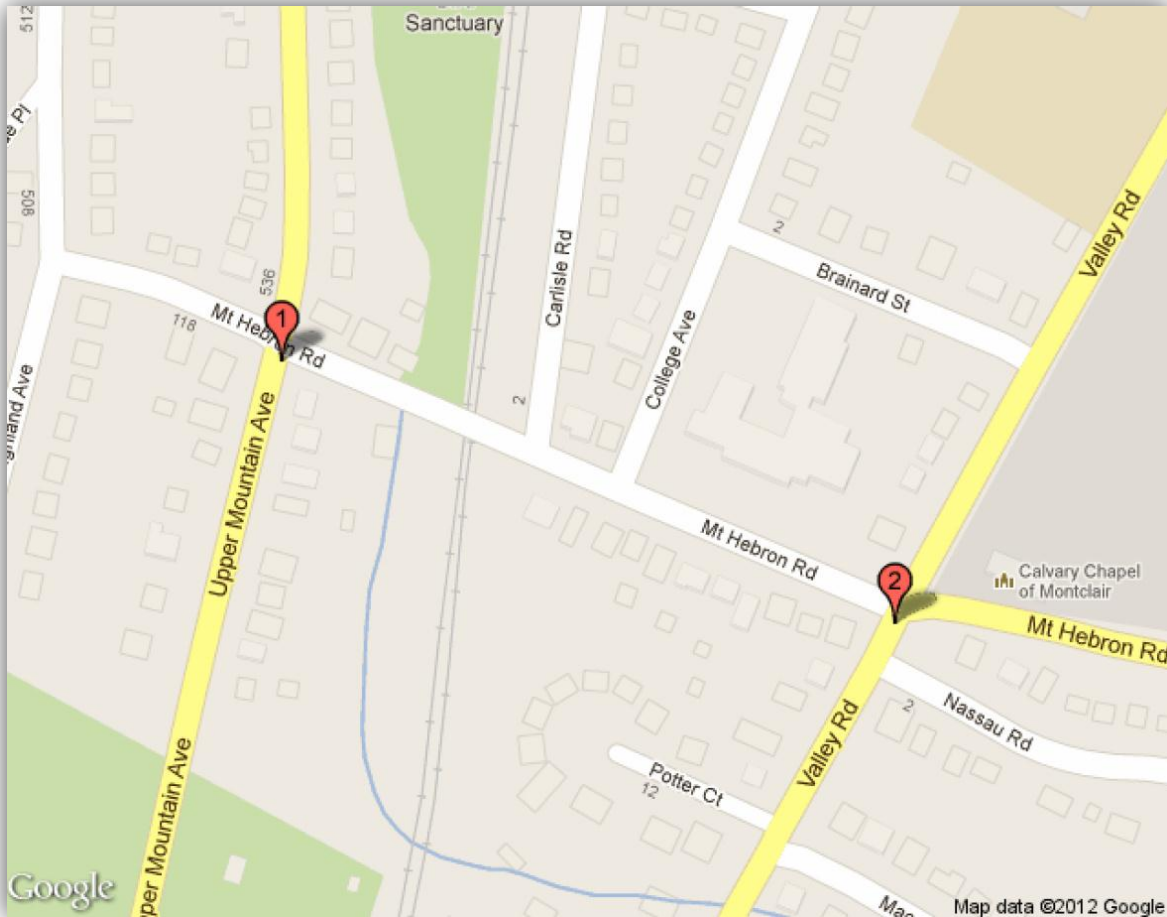 512
Sanctuary
508
Valley Rd
2
Carlisle Rd
Brainard St
536
1
118
Mt Hebron Rd
College Ave
2
Upper Mountain Ave
Mt Hebron Rd
2
Calvary Chapel
of Montclair
Mt Hebron Rd
2
Nassau Rd
Valley Rd
Potter Ct
12
Mountain Ave
Google
Map data ©2012 Google